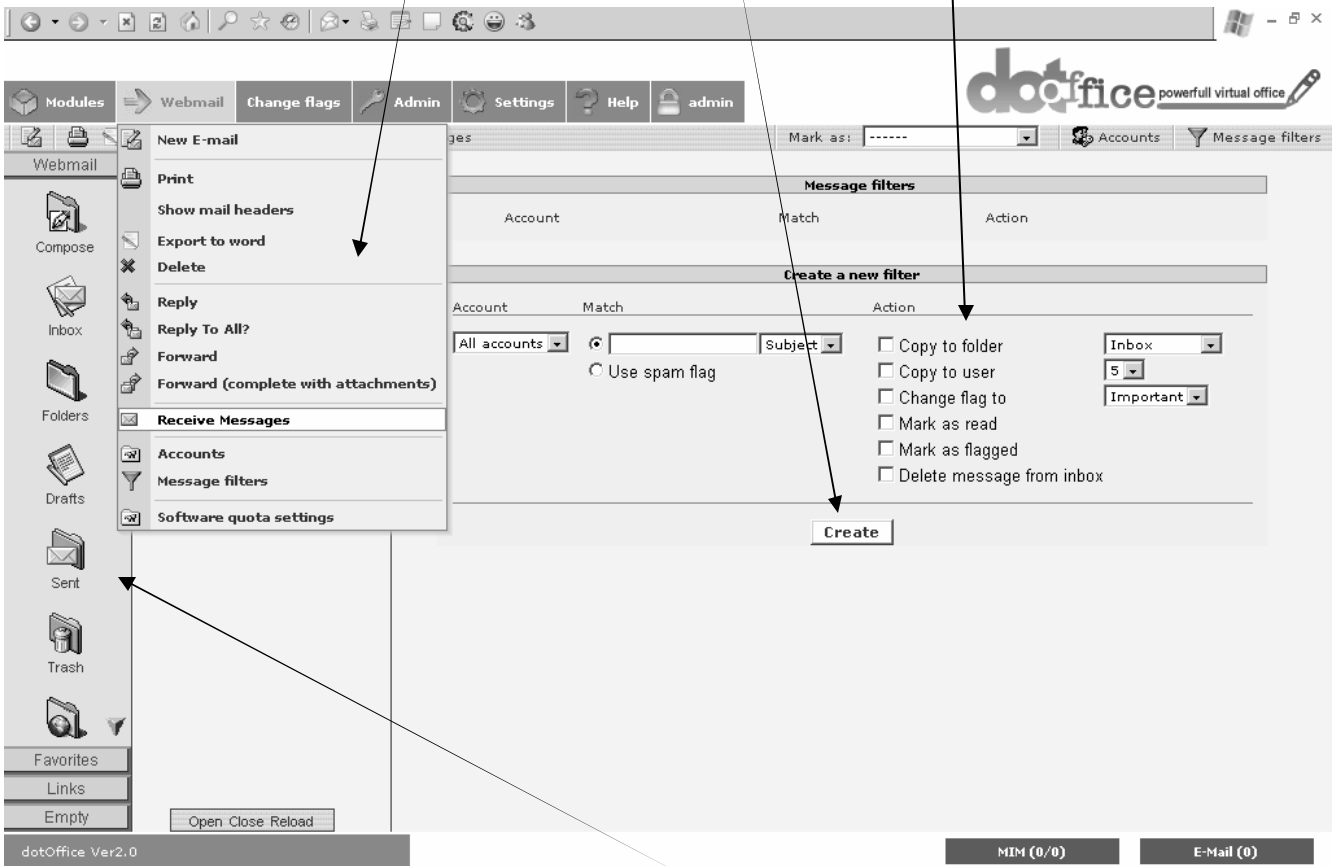 dotoffice powerfull virtual office
Modules Webmail Change flags Admin Settings Help admin
ges Mark as: ------ Accounts Message filters
Webmail
New E-mail
Print
Show mail headers
Export to word
Delete
Reply
Reply To All?
Forward
Forward (complete with attachments)
Receive Messages
Accounts
Message filters
Software quota settings
Compose
Inbox
Folders
Drafts
Sent
Trash
Favorites
Links
Empty
Message filters
Account Match Action
Create a new filter
Account Match Action
All accounts Subject Copy to folder Inbox
Use spam flag Copy to user 5
Change flag to Important
Mark as read
Mark as flagged
Delete message from inbox
Create
Open Close Reload
dotOffice Ver2.0 MIM (0/0) E-Mail (0)